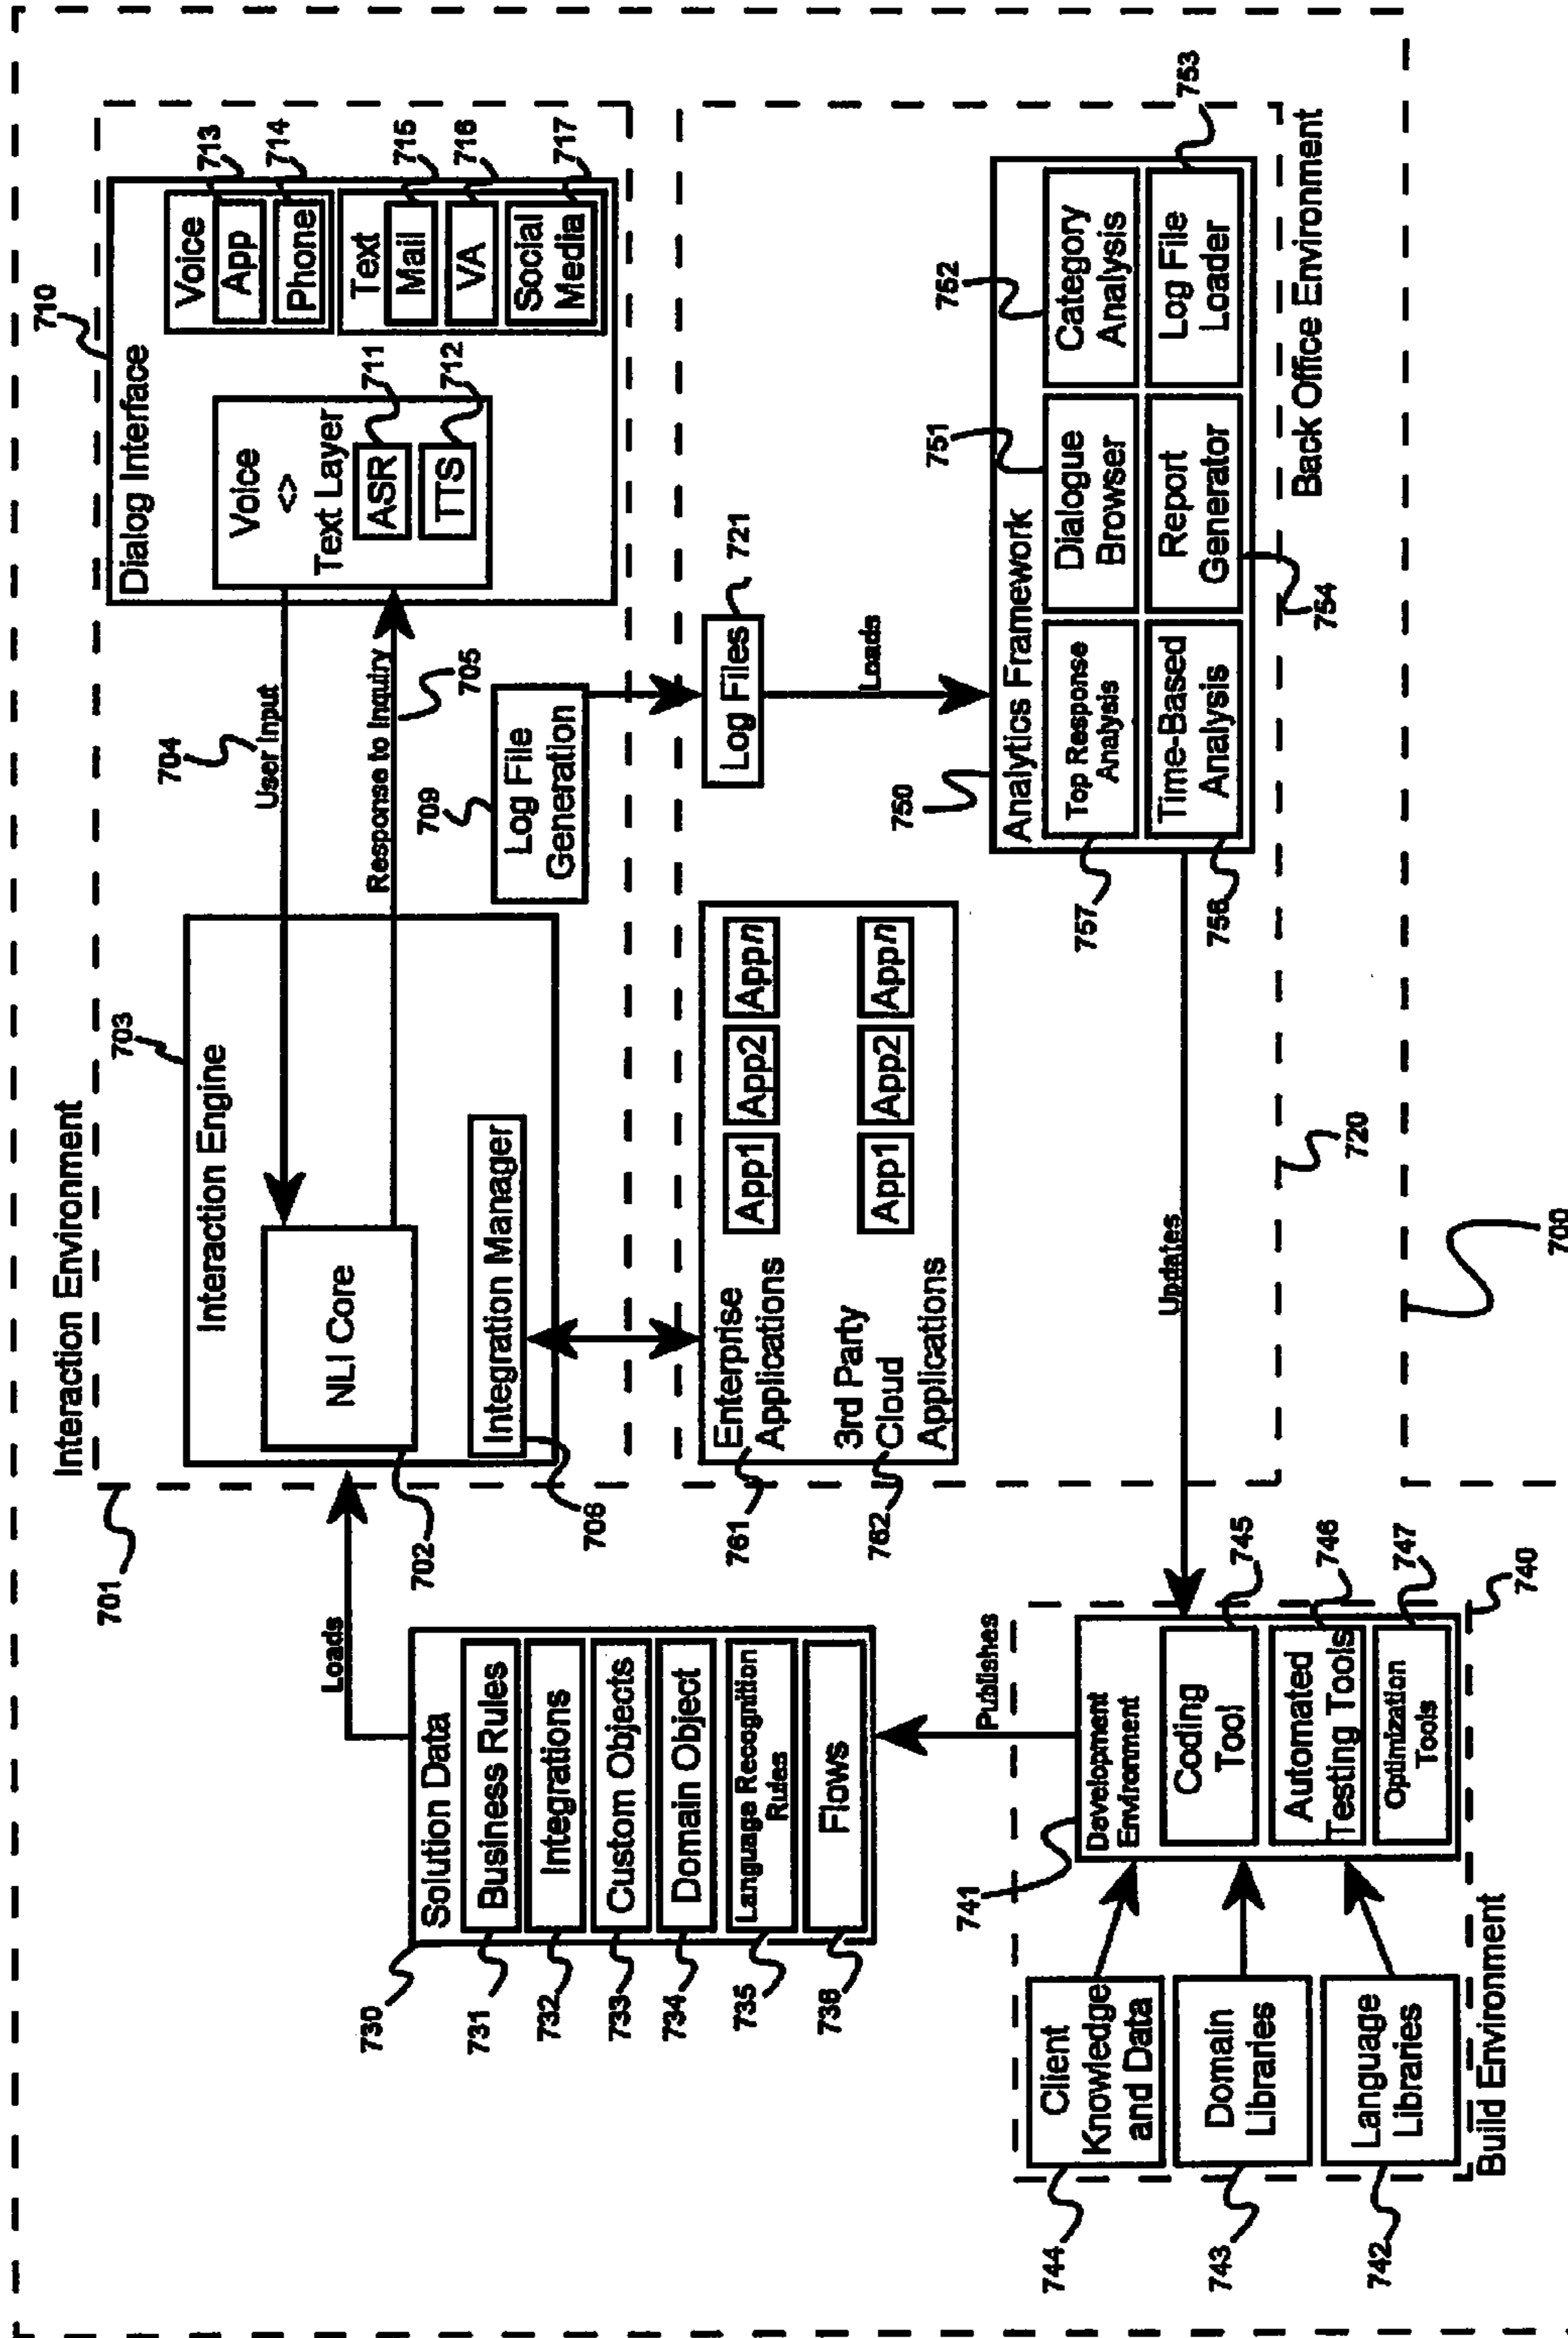 Interaction Environment
701
703
Interaction Engine
NLI Core
702
Integration Manager
706
704
User Input
Response to Inquiry
705
709
Log File
Generation
710
Dialog Interface
Voice
<>
Text Layer
ASR
711
TTS
712
Voice
App
713
Phone
714
Text
Mail
715
VA
716
Social
Media
717
Loads
730
Solution Data
Business Rules
731
Integrations
732
Custom Objects
733
Domain Object
734
Language Recognition
Rules
735
Flows
736
Publishes
Enterprise
Applications
761
App1
App2
Appn
3rd Party
Cloud
Applications
762
App1
App2
Appn
Log Files
721
Loads
750
Analytics Framework
Top Response
Analysis
757
Dialogue
Browser
751
Category
Analysis
752
Time-Based
Analysis
756
Report
Generator
754
Log File
Loader
753
Back Office Environment
720
Updates
741
Development
Environment
Coding
Tool
745
Automated
Testing Tools
746
Optimization
Tools
747
740
Client
Knowledge
and Data
744
Domain
Libraries
743
Language
Libraries
742
Build Environment
700